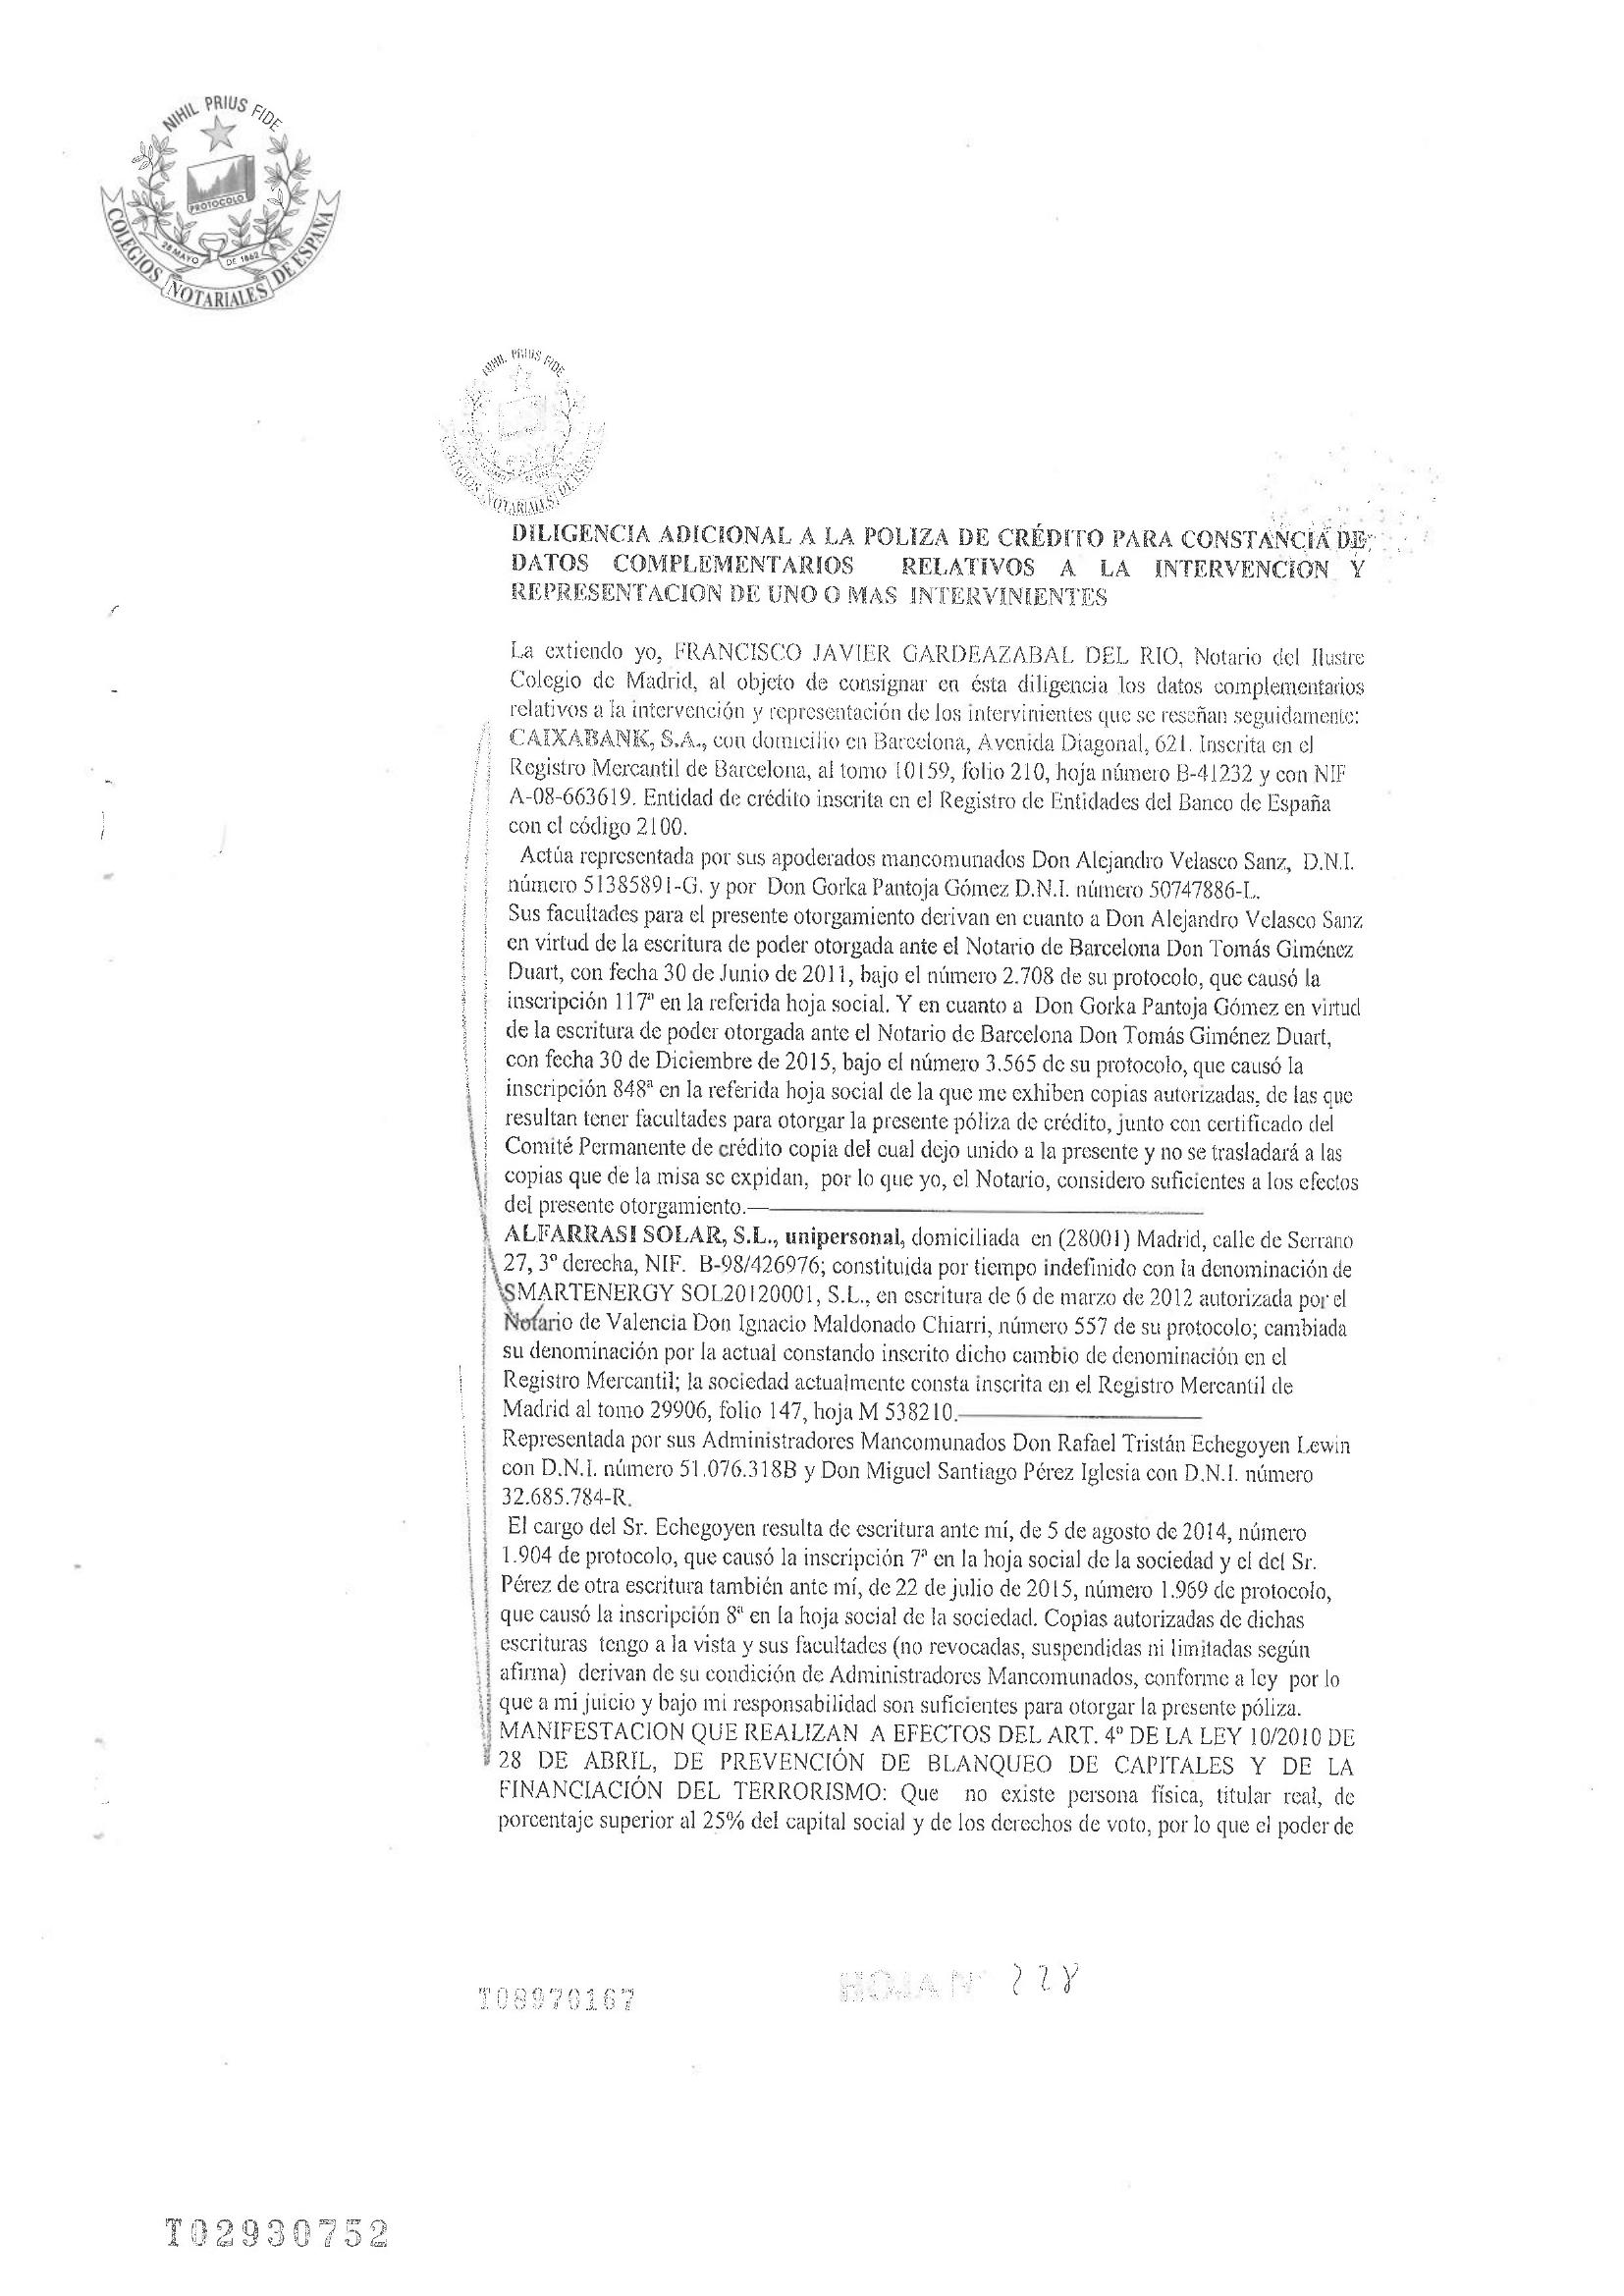 NIHIL PRIUS FIDE
PROTOCOLO
28 MAYO DE 1862
COLEGIOS NOTARIALES DE ESPAÑA
NIHIL PRIUS FIDE
COLEGIOS NOTARIALES DE ESPAÑA
DILIGENCIA ADICIONAL A LA POLIZA DE CRÉDITO PARA CONSTANCIA DE
DATOS COMPLEMENTARIOS RELATIVOS A LA INTERVENCION Y
REPRESENTACION DE UNO O MAS INTERVINIENTES
La extiendo yo, FRANCISCO JAVIER GARDEAZABAL DEL RIO, Notario del Ilustre
Colegio de Madrid, al objeto de consignar en ésta diligencia los datos complementarios
relativos a la intervención y representación de los intervinientes que se reseñan seguidamente:
CAIXABANK, S.A., con domicilio en Barcelona, Avenida Diagonal, 621. Inscrita en el
Registro Mercantil de Barcelona, al tomo 10159, folio 210, hoja número B-41232 y con NIF
A-08-663619. Entidad de crédito inscrita en el Registro de Entidades del Banco de España
con el código 2100.
Actúa representada por sus apoderados mancomunados Don Alejandro Velasco Sanz, D.N.I.
número 51385891-G. y por Don Gorka Pantoja Gómez D.N.I. número 50747886-L.
Sus facultades para el presente otorgamiento derivan en cuanto a Don Alejandro Velasco Sanz
en virtud de la escritura de poder otorgada ante el Notario de Barcelona Don Tomás Giménez
Duart, con fecha 30 de Junio de 2011, bajo el número 2.708 de su protocolo, que causó la
inscripción 117ª en la referida hoja social. Y en cuanto a Don Gorka Pantoja Gómez en virtud
de la escritura de poder otorgada ante el Notario de Barcelona Don Tomás Giménez Duart,
con fecha 30 de Diciembre de 2015, bajo el número 3.565 de su protocolo, que causó la
inscripción 848ª en la referida hoja social de la que me exhiben copias autorizadas, de las que
resultan tener facultades para otorgar la presente póliza de crédito, junto con certificado del
Comité Permanente de crédito copia del cual dejo unido a la presente y no se trasladará a las
copias que de la misa se expidan, por lo que yo, el Notario, considero suficientes a los efectos
del presente otorgamiento.
ALFARRASI SOLAR, S.L., unipersonal, domiciliada en (28001) Madrid, calle de Serrano
27, 3º derecha, NIF. B-98/426976; constituida por tiempo indefinido con la denominación de
SMARTENERGY SOL20120001, S.L., en escritura de 6 de marzo de 2012 autorizada por el
Notario de Valencia Don Ignacio Maldonado Chiarri, número 557 de su protocolo; cambiada
su denominación por la actual constando inscrito dicho cambio de denominación en el
Registro Mercantil; la sociedad actualmente consta inscrita en el Registro Mercantil de
Madrid al tomo 29906, folio 147, hoja M 538210.
Representada por sus Administradores Mancomunados Don Rafael Tristán Echegoyen Lewin
con D.N.I. número 51.076.318B y Don Miguel Santiago Pérez Iglesia con D.N.I. número
32.685.784-R.
El cargo del Sr. Echegoyen resulta de escritura ante mí, de 5 de agosto de 2014, número
1.904 de protocolo, que causó la inscripción 7ª en la hoja social de la sociedad y el del Sr.
Pérez de otra escritura también ante mí, de 22 de julio de 2015, número 1.969 de protocolo,
que causó la inscripción 8ª en la hoja social de la sociedad. Copias autorizadas de dichas
escrituras tengo a la vista y sus facultades (no revocadas, suspendidas ni limitadas según
afirma) derivan de su condición de Administradores Mancomunados, conforme a ley por lo
que a mi juicio y bajo mi responsabilidad son suficientes para otorgar la presente póliza.
MANIFESTACION QUE REALIZAN A EFECTOS DEL ART. 4º DE LA LEY 10/2010 DE
28 DE ABRIL, DE PREVENCIÓN DE BLANQUEO DE CAPITALES Y DE LA
FINANCIACIÓN DEL TERRORISMO: Que no existe persona física, titular real, de
porcentaje superior al 25% del capital social y de los derechos de voto, por lo que el poder de
T08970167
HOJA Nº 228
T02930752